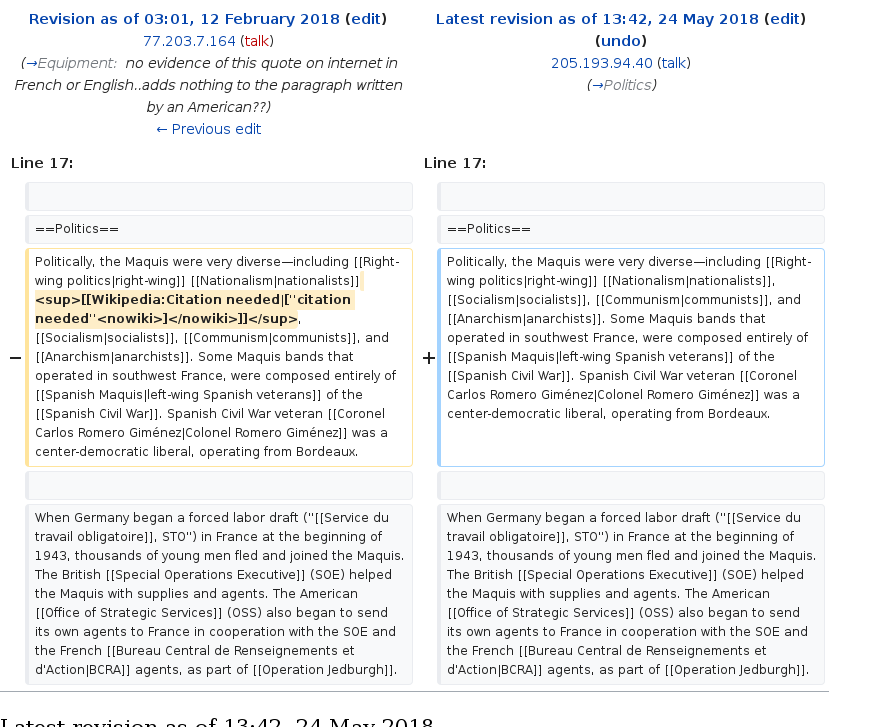 Revision as of 03:01, 12 February 2018 (edit)
77.203.7.164 (talk)
(→Equipment: no evidence of this quote on internet in
French or English..adds nothing to the paragraph written
by an American??)
← Previous edit
Latest revision as of 13:42, 24 May 2018 (edit)
(undo)
205.193.94.40 (talk)
(→Politics)
Line 17:
Line 17:
==Politics==
==Politics==
−
Politically, the Maquis were very diverse—including [[Right-
wing politics|right-wing]] [[Nationalism|nationalists]]
<sup>[[Wikipedia:Citation needed|[''citation
needed''<nowiki>]</nowiki>]]</sup>,
[[Socialism|socialists]], [[Communism|communists]], and
[[Anarchism|anarchists]]. Some Maquis bands that
operated in southwest France, were composed entirely of
[[Spanish Maquis|left-wing Spanish veterans]] of the
[[Spanish Civil War]]. Spanish Civil War veteran [[Coronel
Carlos Romero Giménez|Colonel Romero Giménez]] was a
center-democratic liberal, operating from Bordeaux.
+
Politically, the Maquis were very diverse—including [[Right-
wing politics|right-wing]] [[Nationalism|nationalists]],
[[Socialism|socialists]], [[Communism|communists]], and
[[Anarchism|anarchists]]. Some Maquis bands that
operated in southwest France, were composed entirely of
[[Spanish Maquis|left-wing Spanish veterans]] of the
[[Spanish Civil War]]. Spanish Civil War veteran [[Coronel
Carlos Romero Giménez|Colonel Romero Giménez]] was a
center-democratic liberal, operating from Bordeaux.
When Germany began a forced labor draft (''[[Service du
travail obligatoire]], STO'') in France at the beginning of
1943, thousands of young men fled and joined the Maquis.
The British [[Special Operations Executive]] (SOE) helped
the Maquis with supplies and agents. The American
[[Office of Strategic Services]] (OSS) also began to send
its own agents to France in cooperation with the SOE and
the French [[Bureau Central de Renseignements et
d'Action|BCRA]] agents, as part of [[Operation Jedburgh]].
When Germany began a forced labor draft (''[[Service du
travail obligatoire]], STO'') in France at the beginning of
1943, thousands of young men fled and joined the Maquis.
The British [[Special Operations Executive]] (SOE) helped
the Maquis with supplies and agents. The American
[[Office of Strategic Services]] (OSS) also began to send
its own agents to France in cooperation with the SOE and
the French [[Bureau Central de Renseignements et
d'Action|BCRA]] agents, as part of [[Operation Jedburgh]].
Latest revision as of 13:42, 24 May 2018